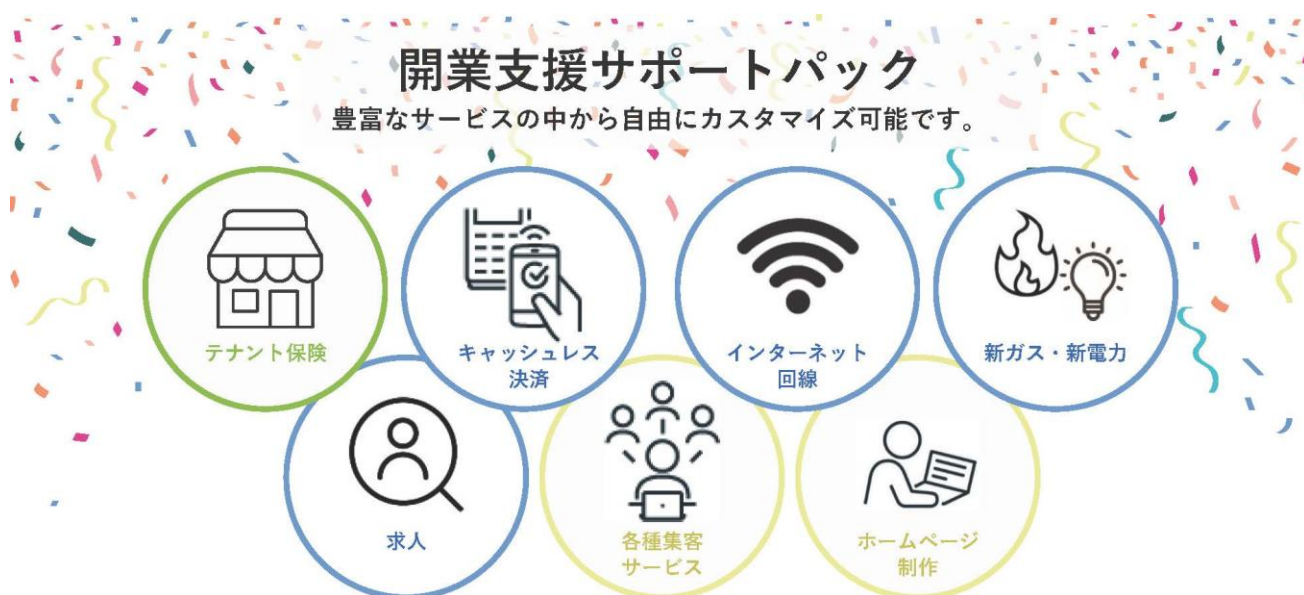 開業支援サポートパック
豊富なサービスの中から自由にカスタマイズ可能です。
テナント保険
キャッシュレス
決済
インターネット
回線
新ガス・新電力
求人
各種集客
サービス
ホームページ
制作